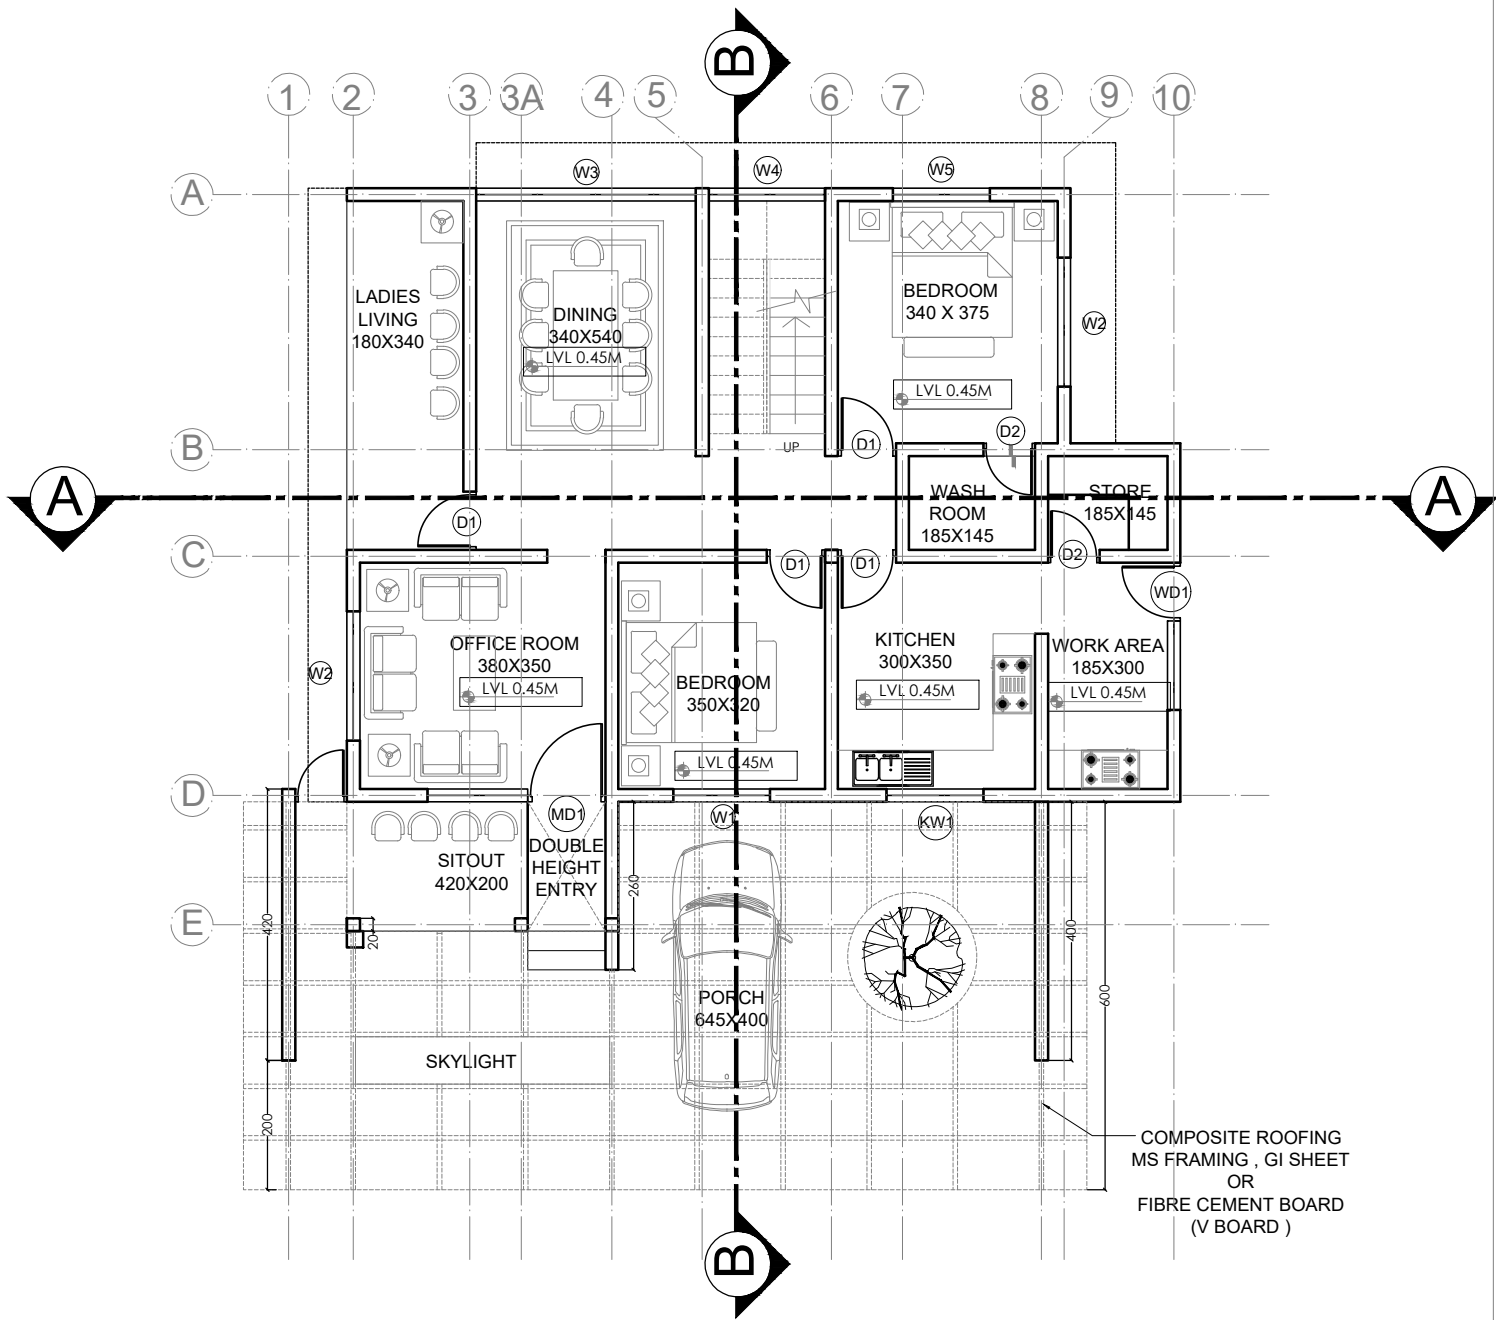 B
1
2
3
3A
4
5
6
7
8
9
10
A
W3
W4
W5
LADIES
LIVING
180X340
DINING
340X540
LVL 0.45M
BEDROOM
340 X 375
LVL 0.45M
W2
UP
D1
D2
B
A
A
D1
WASH
ROOM
185X145
STORE
185X145
D2
C
D1
D1
WD1
OFFICE ROOM
380X350
LVL 0.45M
W2
BEDROOM
350X320
LVL 0.45M
KITCHEN
300X350
LVL 0.45M
WORK AREA
185X300
LVL 0.45M
D
MD1
W1
KW1
SITOUT
420X200
DOUBLE
HEIGHT
ENTRY
260
E
420
20
400
600
PORCH
645X400
SKYLIGHT
200
COMPOSITE ROOFING
MS FRAMING , GI SHEET
OR
FIBRE CEMENT BOARD
(V BOARD )
B